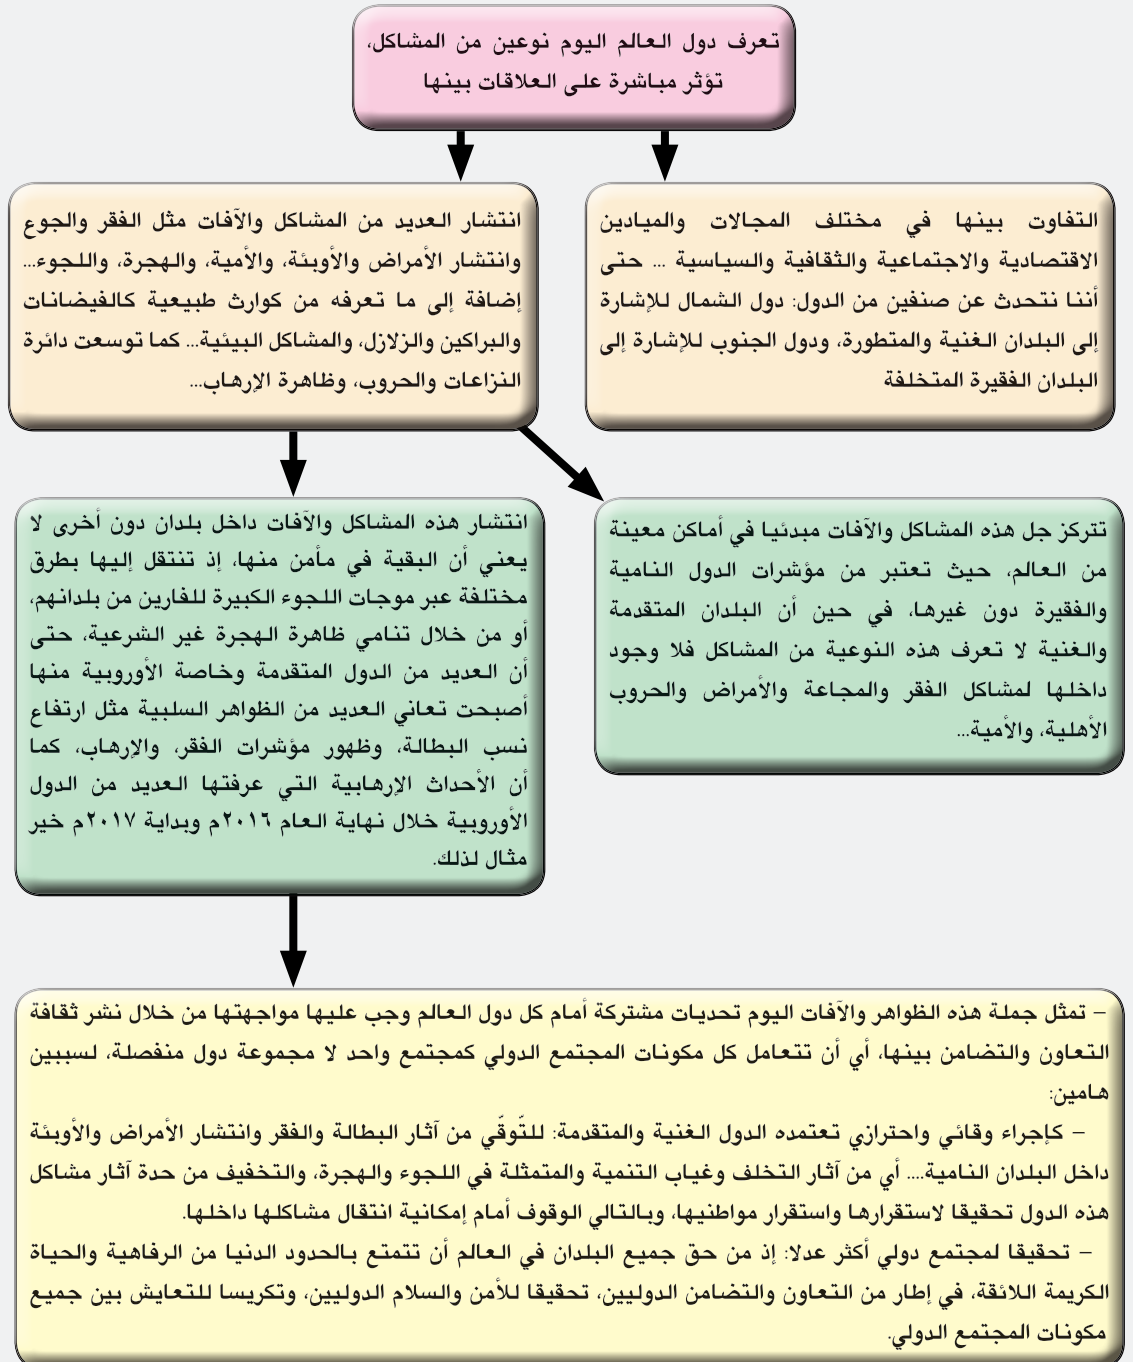 تعرف دول العالم اليوم نوعين من المشاكل،
تؤثر مباشرة على العلاقات بينها
التفاوت بينها في مختلف المجالات والميادين
الاقتصادية والاجتماعية والثقافية والسياسية ... حتى
أننا نتحدث عن صنفين من الدول: دول الشمال للإشارة
إلى البلدان الغنية والمتطورة، ودول الجنوب للإشارة إلى
البلدان الفقيرة المتخلفة
انتشار العديد من المشاكل والآفات مثل الفقر والجوع
وانتشار الأمراض والأوبئة، والأمية، والهجرة، واللجوء...
إضافة إلى ما تعرفه من كوارث طبيعية كالفيضانات
والبراكين والزلازل، والمشاكل البيئية... كما توسعت دائرة
النزاعات والحروب، وظاهرة الإرهاب...
تتركز جل هذه المشاكل والآفات مبدئيا في أماكن معينة
من العالم، حيث تعتبر من مؤشرات الدول النامية
والفقيرة دون غيرها، في حين أن البلدان المتقدمة
والغنية لا تعرف هذه النوعية من المشاكل فلا وجود
داخلها لمشاكل الفقر والمجاعة والأمراض والحروب
الأهلية، والأمية...
انتشار هذه المشاكل والآفات داخل بلدان دون أخرى لا
يعني أن البقية في مأمن منها، إذ تنتقل إليها بطرق
مختلفة عبر موجات اللجوء الكبيرة للفارين من بلدانهم،
أو من خلال تنامي ظاهرة الهجرة غير الشرعية، حتى
أن العديد من الدول المتقدمة وخاصة الأوروبية منها
أصبحت تعاني العديد من الظواهر السلبية مثل ارتفاع
نسب البطالة، وظهور مؤشرات الفقر، والإرهاب، كما
أن الأحداث الإرهابية التي عرفتها العديد من الدول
الأوروبية خلال نهاية العام ٢٠١٦م وبداية ٢٠١٧م خير
مثال لذلك.
– تمثل جملة هذه الظواهر والآفات اليوم تحديات مشتركة أمام كل دول العالم وجب عليها مواجهتها من خلال نشر ثقافة
التعاون والتضامن بينها، أي أن تتعامل كل مكونات المجتمع الدولي كمجتمع واحد لا مجموعة دول منفصلة، لسببين
هامين:
– كإجراء وقائي واحترازي تعتمده الدول الغنية والمتقدمة: للتّوقّي من آثار البطالة والفقر وانتشار الأمراض والأوبئة
داخل البلدان النامية.... أي من آثار التخلف وغياب التنمية والمتمثلة في اللجوء والهجرة، والتخفيف من حدة آثار مشاكل
هذه الدول تحقيقا لاستقرارها واستقرار مواطنيها، وبالتالي الوقوف أمام إمكانية انتقال مشاكلها داخلها.
– تحقيقا لمجتمع دولي أكثر عدلا: إذ من حق جميع البلدان في العالم أن تتمتع بالحدود الدنيا من الرفاهية والحياة
الكريمة اللائقة، في إطار من التعاون والتضامن الدوليين، تحقيقا للأمن والسلام الدوليين، وتكريسا للتعايش بين جميع
مكونات المجتمع الدولي.